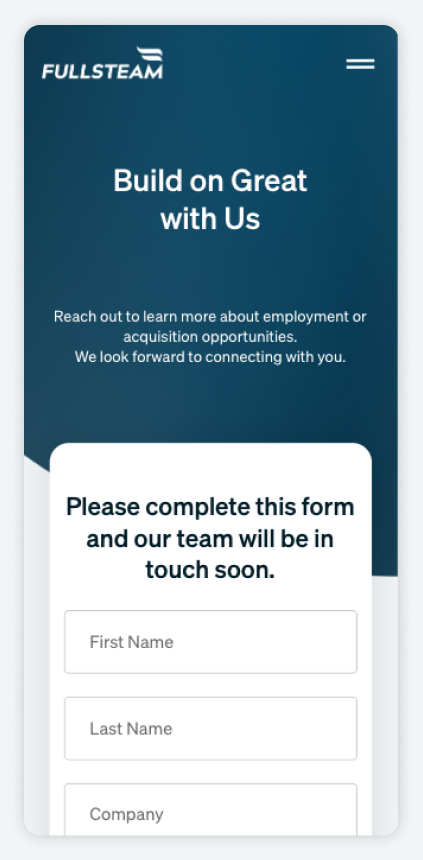 FULLSTEAM
Build on Great
with Us
Reach out to learn more about employment or
acquisition opportunities.
We look forward to connecting with you.
Please complete this form
and our team will be in
touch soon.
First Name
Last Name
Company